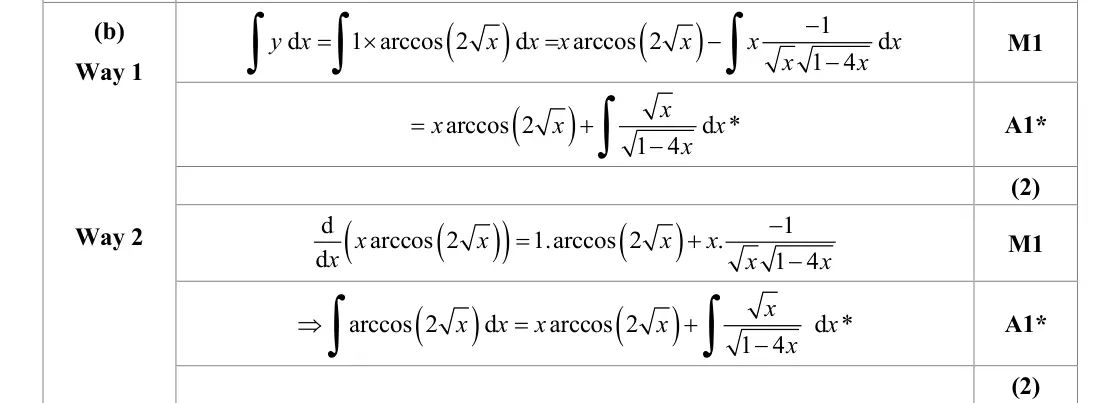 (b)
Way 1
∫ y dx = ∫ 1×arccos(2√x) dx =x arccos(2√x) − ∫ x −1/(√x√(1−4x)) dx M1
= x arccos(2√x) + ∫ √x/√(1−4x) dx * A1*
(2)
Way 2
d/dx (x arccos(2√x)) = 1.arccos(2√x) + x. −1/(√x√(1−4x)) M1
⇒ ∫ arccos(2√x) dx = x arccos(2√x) + ∫ √x/√(1−4x) dx * A1*
(2)